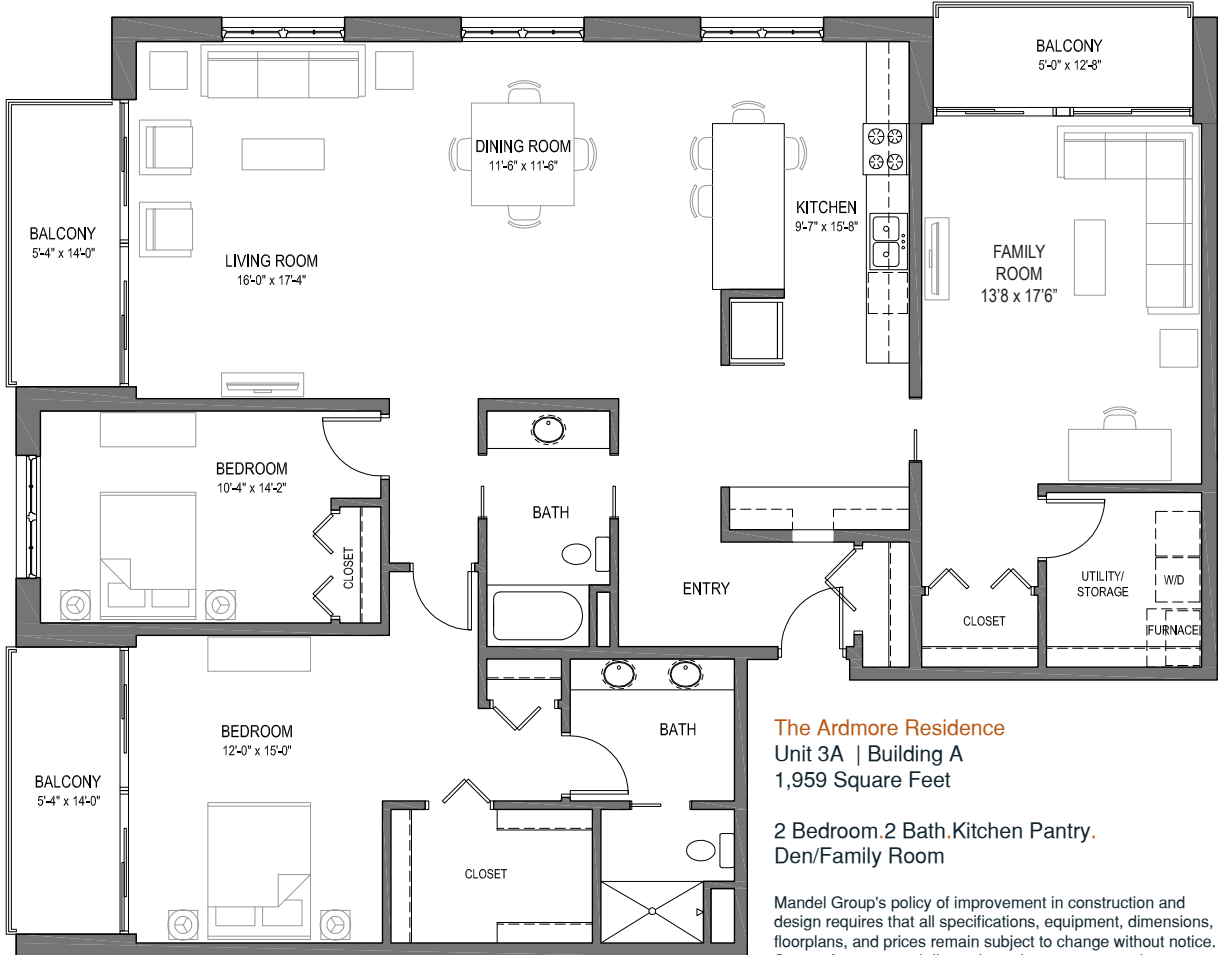 BALCONY
5'-0" x 12'-8"
DINING ROOM
11'-6" x 11'-6"
KITCHEN
9'-7" x 15'-8"
BALCONY
5'-4" x 14'-0"
LIVING ROOM
16'-0" x 17'-4"
FAMILY
ROOM
13'8 x 17'6"
BEDROOM
10'-4" x 14'-2"
CLOSET
BATH
ENTRY
UTILITY/
STORAGE
W/D
FURNACE
CLOSET
BEDROOM
12'-0" x 15'-0"
BATH
BALCONY
5'-4" x 14'-0"
CLOSET
The Ardmore Residence
Unit 3A | Building A
1,959 Square Feet
2 Bedroom.2 Bath.Kitchen Pantry.
Den/Family Room
Mandel Group's policy of improvement in construction and
design requires that all specifications, equipment, dimensions,
floorplans, and prices remain subject to change without notice.